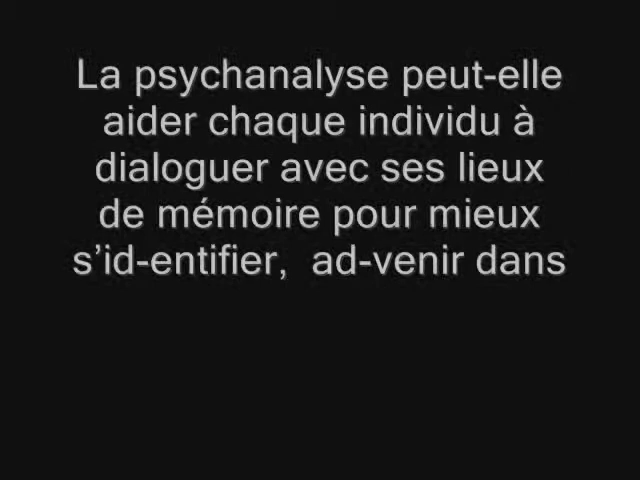 La psychanalyse peut-elle
aider chaque individu à
dialoguer avec ses lieux
de mémoire pour mieux
s’id-entifier,  ad-venir dans